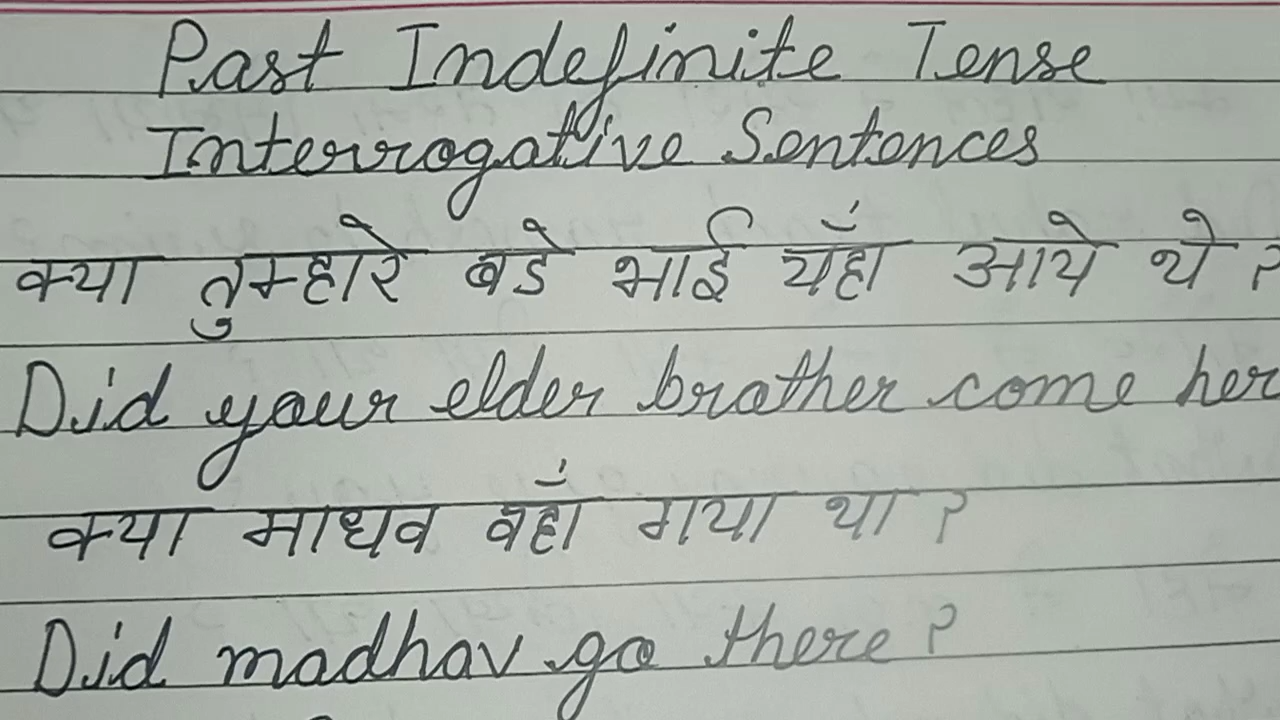 Past Indefinite Tense
Interrogative Sentences
क्या तुम्हारे बडे भाई यहाँ आये थे ?
Did your elder brother come her
क्या माधव वहाँ गया था ?
Did madhav go there ?